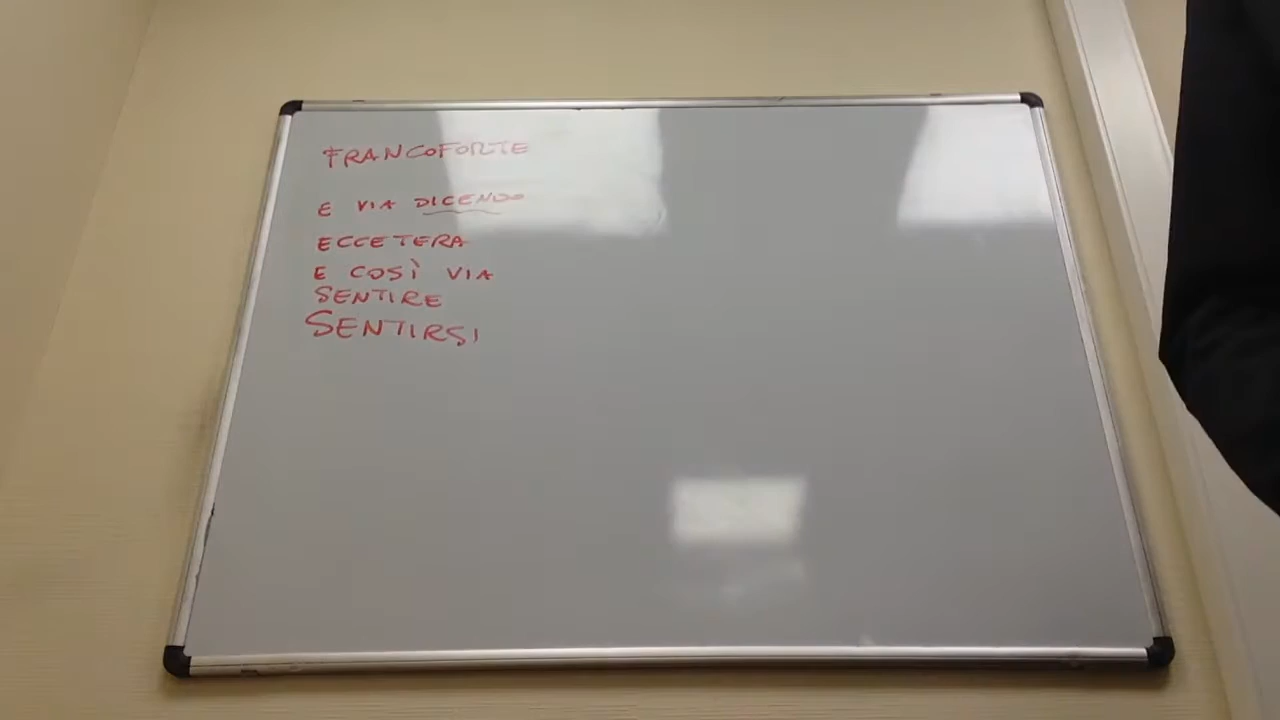 FRANCOFORTE
E VIA DICENDO
ECCETERA
E COSÌ VIA
SENTIRE
SENTIRSI